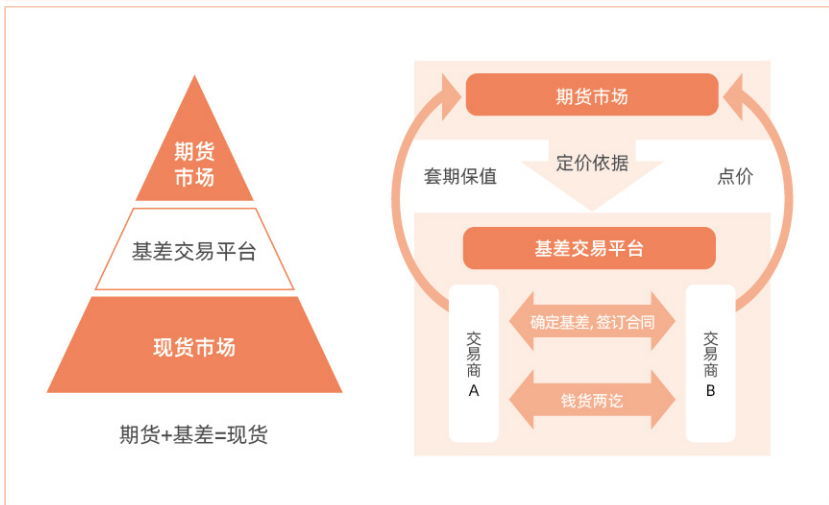 期货
市场
基差交易平台
现货市场
期货+基差=现货
期货市场
套期保值
定价依据
点价
基差交易平台
交易商A
确定基差,签订合同
钱货两讫
交易商B